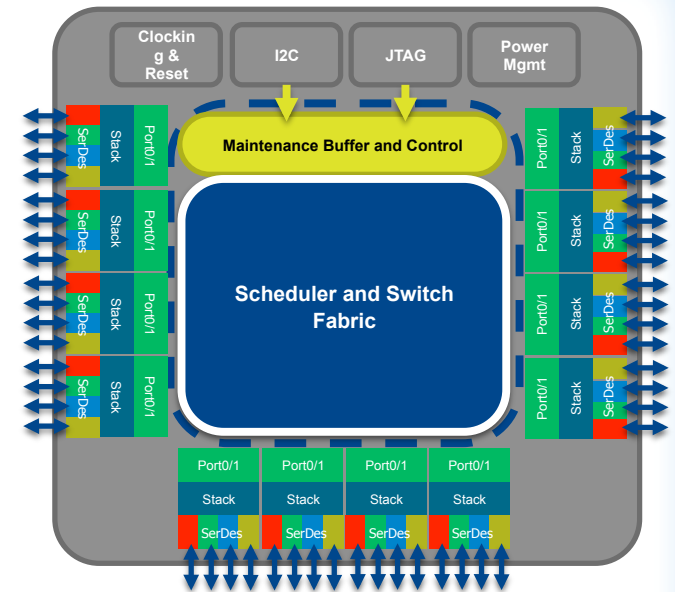 Clockin
g &
Reset
I2C
JTAG
Power
Mgmt
Maintenance Buffer and Control
Scheduler and Switch
Fabric
SerDes
Stack
Port0/1
SerDes
Stack
Port0/1
SerDes
Stack
Port0/1
SerDes
Stack
Port0/1
Port0/1
Stack
SerDes
Port0/1
Stack
SerDes
Port0/1
Stack
SerDes
Port0/1
Stack
SerDes
Port0/1
Port0/1
Port0/1
Port0/1
Stack
Stack
Stack
Stack
SerDes
SerDes
SerDes
SerDes